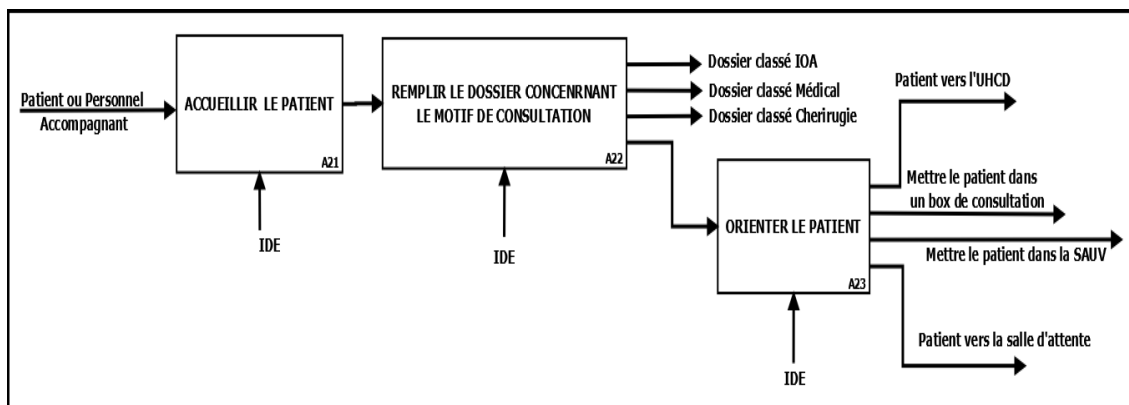 Patient ou Personnel
Accompagnant
ACCUEILLIR LE PATIENT
A21
IDE
REMPLIR LE DOSSIER CONCENRNANT
LE MOTIF DE CONSULTATION
A22
IDE
Dossier classé IOA
Dossier classé Médical
Dossier classé Cherirugie
ORIENTER LE PATIENT
A23
IDE
Patient vers l'UHCD
Mettre le patient dans
un box de consultation
Mettre le patient dans la SAUV
Patient vers la salle d'attente